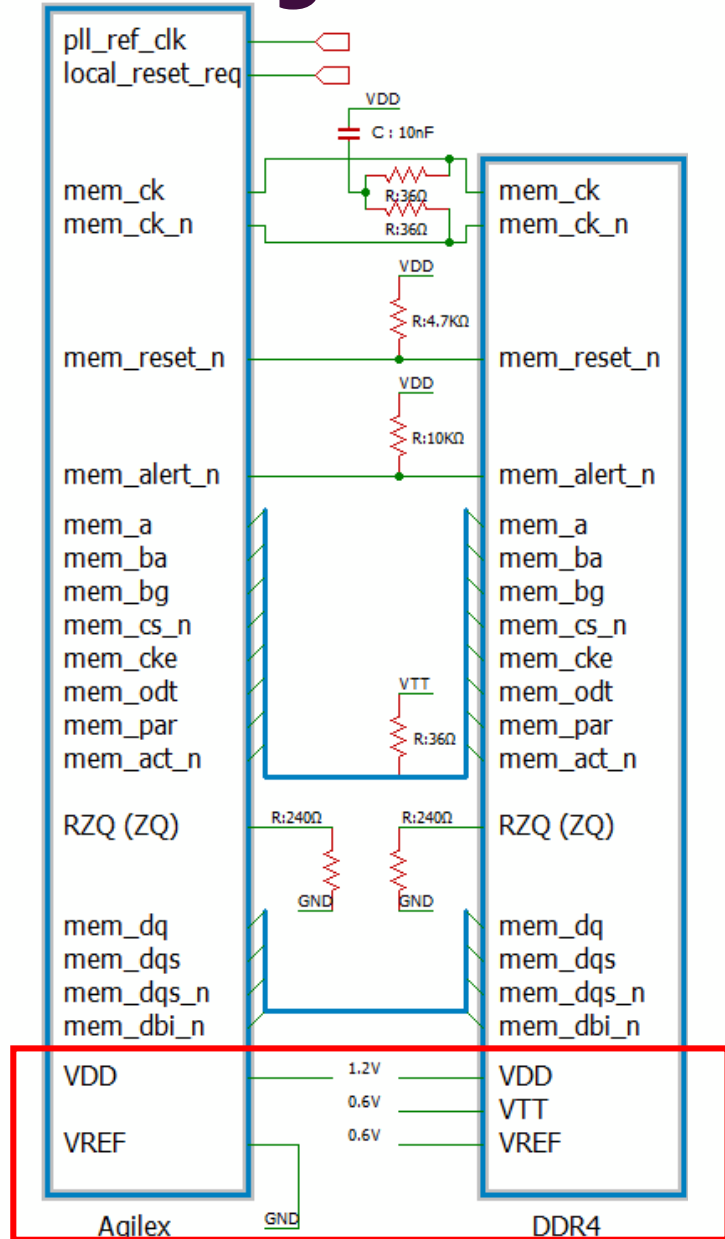 pll_ref_clk
local_reset_req
VDD
C : 10nF
mem_ck
R:36Ω
mem_ck
mem_ck_n
R:36Ω
mem_ck_n
VDD
R:4.7KΩ
mem_reset_n
mem_reset_n
VDD
R:10KΩ
mem_alert_n
mem_alert_n
mem_a
mem_a
mem_ba
mem_ba
mem_bg
mem_bg
mem_cs_n
mem_cs_n
mem_cke
mem_cke
VTT
mem_odt
mem_odt
mem_par
R:36Ω
mem_par
mem_act_n
mem_act_n
RZQ (ZQ)
R:240Ω
R:240Ω
RZQ (ZQ)
GND
GND
mem_dq
mem_dq
mem_dqs
mem_dqs
mem_dqs_n
mem_dqs_n
mem_dbi_n
mem_dbi_n
VDD
1.2V
VDD
0.6V
VTT
VREF
0.6V
VREF
GND
Agilex
DDR4